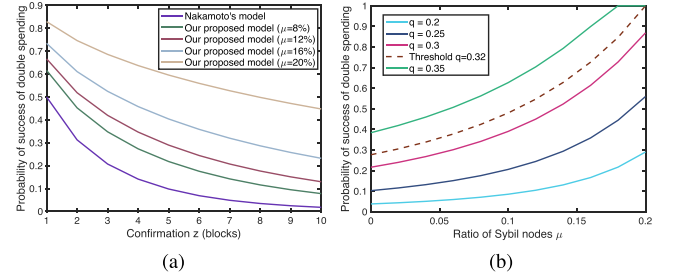 Probability of success of double spending
0.9
0.8
0.7
0.6
0.5
0.4
0.3
0.2
0.1
0
Nakamoto's model
Our proposed model (μ=8%)
Our proposed model (μ=12%)
Our proposed model (μ=16%)
Our proposed model (μ=20%)
1 2 3 4 5 6 7 8 9 10
Confirmation z (blocks)
(a)
Probability of success of double spending
1
0.9
0.8
0.7
0.6
0.5
0.4
0.3
0.2
0.1
0
q = 0.2
q = 0.25
q = 0.3
Threshold q=0.32
q = 0.35
0 0.05 0.1 0.15 0.2
Ratio of Sybil nodes μ
(b)